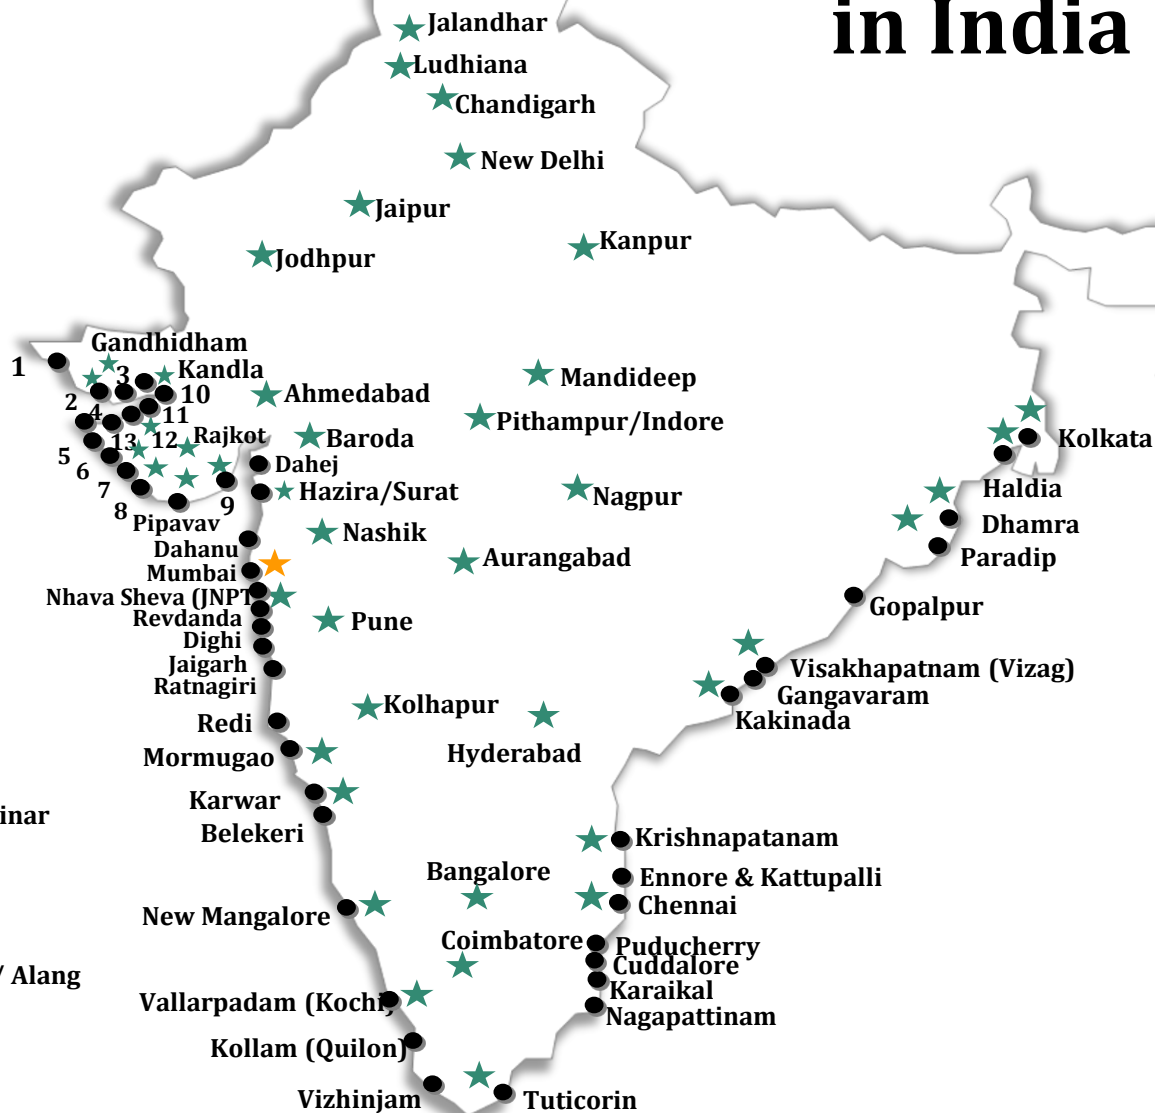 in India
Jalandhar
Ludhiana
Chandigarh
New Delhi
Jaipur
Kanpur
Jodhpur
Gandhidham
1
3
Kandla
2
4
10
Ahmedabad
Mandideep
11
Pithampur/Indore
13
12
Rajkot
Baroda
Kolkata
5
6
Dahej
7
8
9
Hazira/Surat
Nagpur
Haldia
Pipavav
Nashik
Dhamra
Dahanu
Aurangabad
Paradip
Mumbai
Nhava Sheva (JNPT
Gopalpur
Revdanda
Pune
Dighi
Jaigarh
Visakhapatnam (Vizag)
Ratnagiri
Gangavaram
Kolhapur
Redi
Kakinada
Mormugao
Hyderabad
Karwar
inar
Belekeri
Krishnapatanam
Bangalore
Ennore & Kattupalli
Chennai
New Mangalore
Coimbatore
Puducherry
Cuddalore
/ Alang
Karaikal
Vallarpadam (Kochi)
Nagapattinam
Kollam (Quilon)
Vizhinjam
Tuticorin